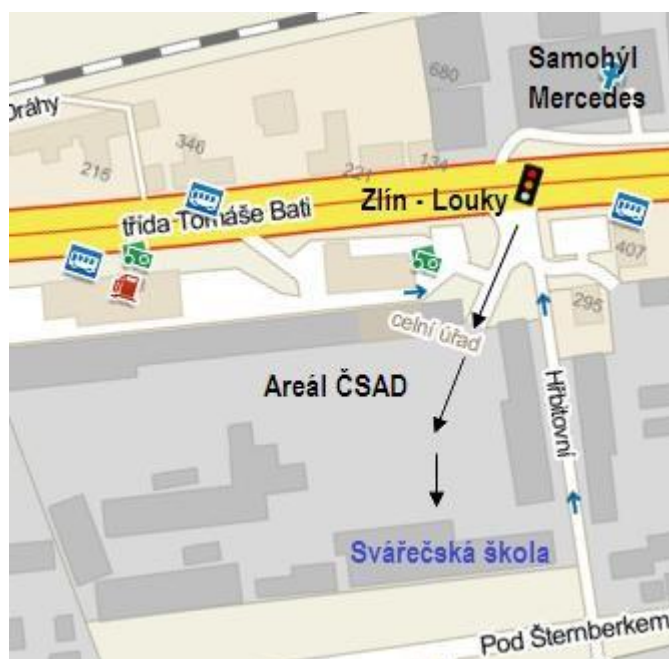 Samohýl
Mercedes
680
Dráhy
346
216
221
134
Zlín - Louky
třída Tomáše Bati
407
295
celní úřad
Areál ČSAD
Hřbitovní
Svářečská škola
Pod Šternberkem